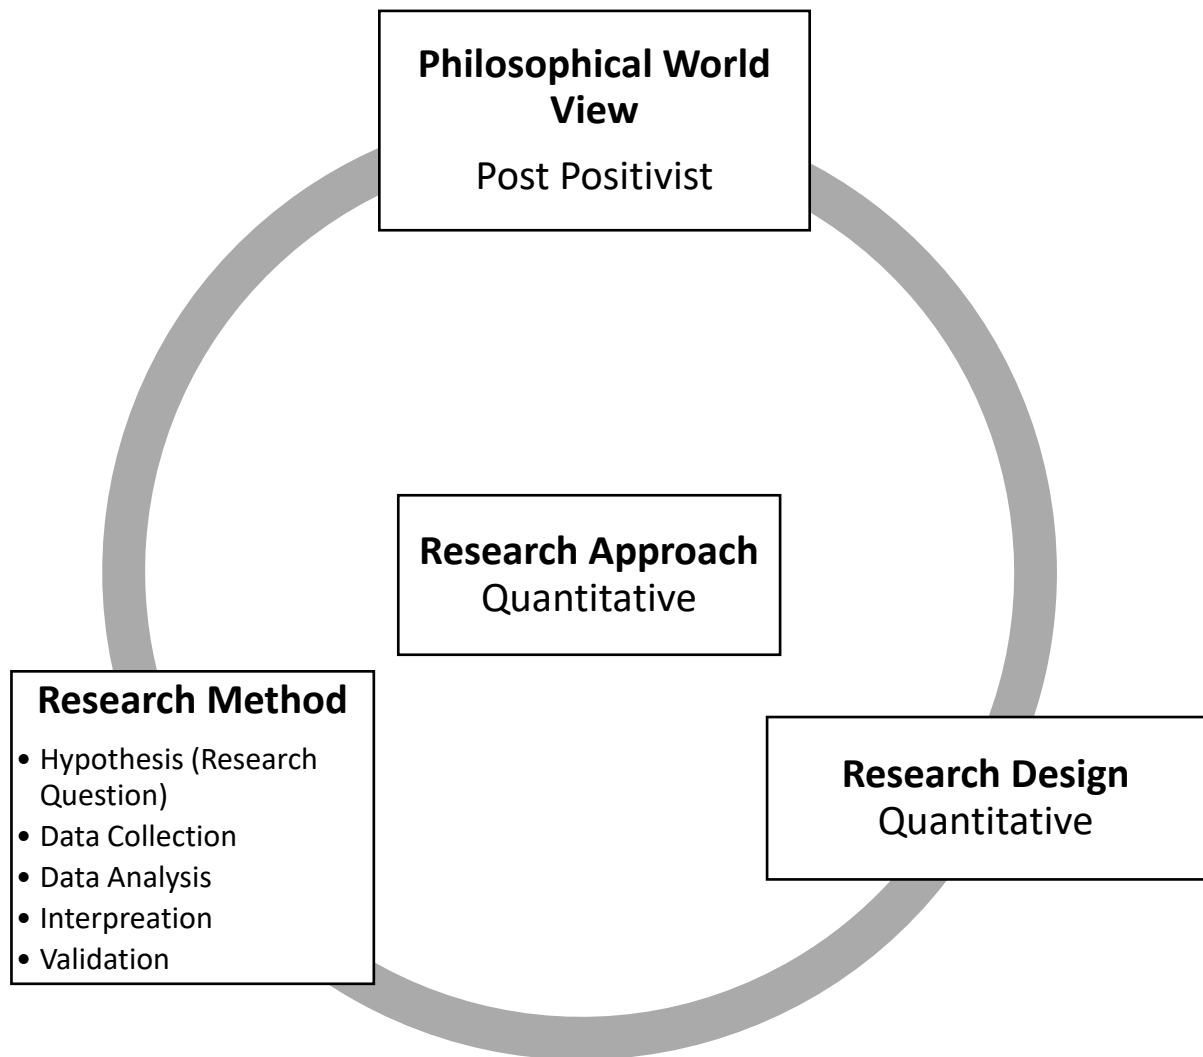 Philosophical World
View
Post Positivist
Research Approach
Quantitative
Research Method
• Hypothesis (Research
Question)
• Data Collection
• Data Analysis
• Interpreation
• Validation
Research Design
Quantitative